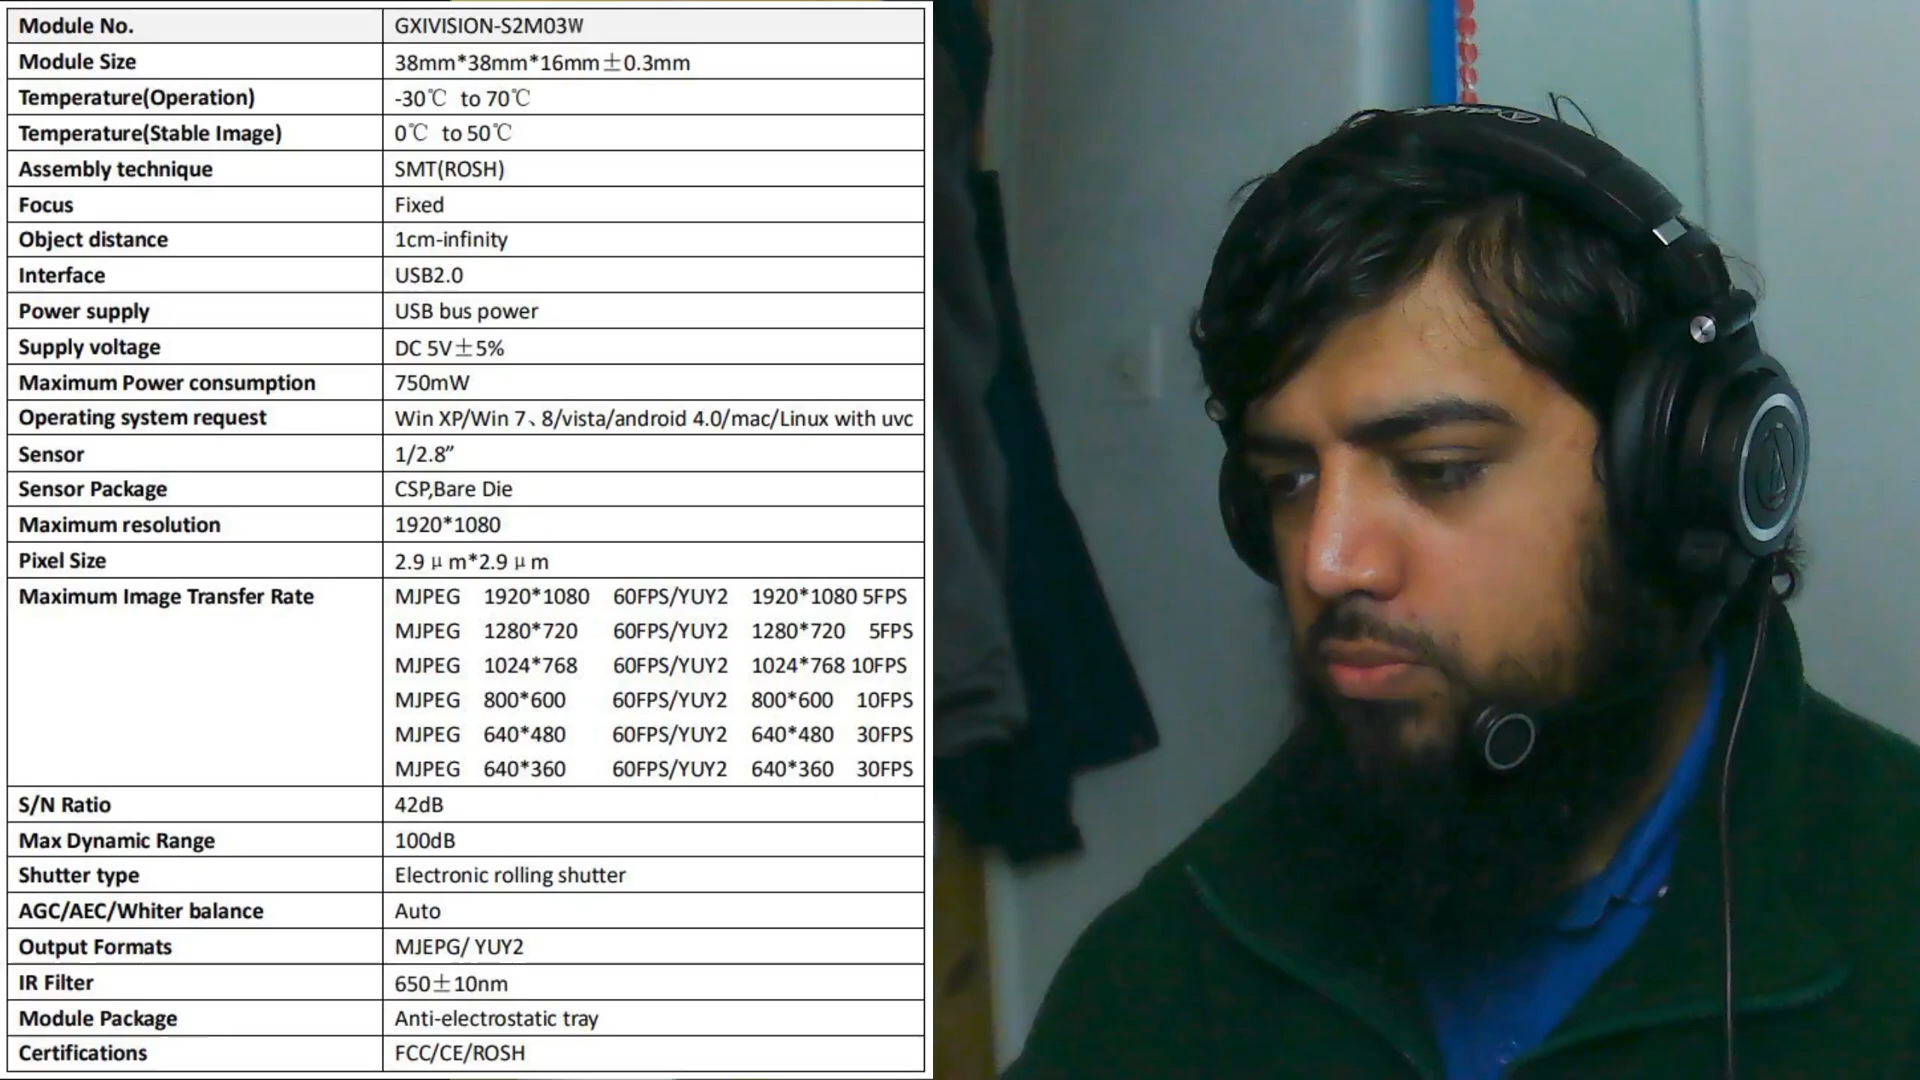 Module No. GXIVISION-S2M03W
Module Size 38mm*38mm*16mm±0.3mm
Temperature(Operation) -30℃ to 70℃
Temperature(Stable Image) 0℃ to 50℃
Assembly technique SMT(ROSH)
Focus Fixed
Object distance 1cm-infinity
Interface USB2.0
Power supply USB bus power
Supply voltage DC 5V±5%
Maximum Power consumption 750mW
Operating system request Win XP/Win 7、8/vista/android 4.0/mac/Linux with uvc
Sensor 1/2.8”
Sensor Package CSP,Bare Die
Maximum resolution 1920*1080
Pixel Size 2.9μm*2.9μm
Maximum Image Transfer Rate MJPEG 1920*1080 60FPS/YUY2 1920*1080 5FPS
MJPEG 1280*720 60FPS/YUY2 1280*720 5FPS
MJPEG 1024*768 60FPS/YUY2 1024*768 10FPS
MJPEG 800*600 60FPS/YUY2 800*600 10FPS
MJPEG 640*480 60FPS/YUY2 640*480 30FPS
MJPEG 640*360 60FPS/YUY2 640*360 30FPS
S/N Ratio 42dB
Max Dynamic Range 100dB
Shutter type Electronic rolling shutter
AGC/AEC/Whiter balance Auto
Output Formats MJEPG/ YUY2
IR Filter 650±10nm
Module Package Anti-electrostatic tray
Certifications FCC/CE/ROSH